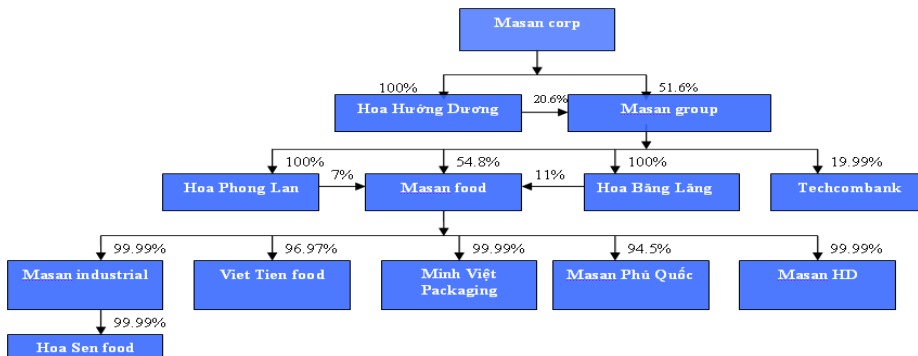 Masan corp
100%
51.6%
Hoa Hướng Dương
20.6%
Masan group
100%
54.8%
100%
19.99%
Hoa Phong Lan
7%
Masan food
11%
Hoa Băng Lăng
Techcombank
99.99%
96.97%
99.99%
94.5%
99.99%
Masan industrial
Viet Tien food
Minh Việt
Packaging
Masan Phú Quốc
Masan HD
99.99%
Hoa Sen food